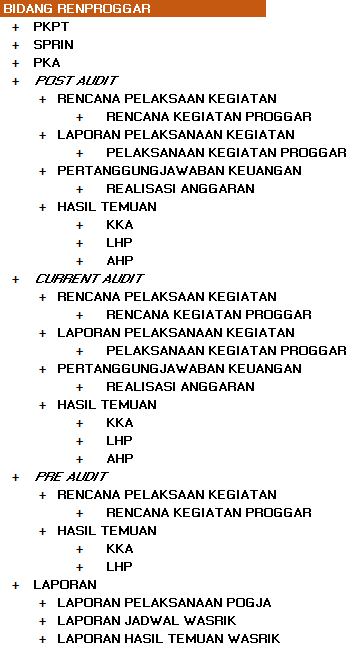 BIDANG RENPROGGAR
+ PKPT
+ SPRIN
+ PKA
+ POST AUDIT
+ RENCANA PELAKSAAN KEGIATAN
+ RENCANA KEGIATAN PROGGAR
+ LAPORAN PELAKSANAAN KEGIATAN
+ PELAKSANAAN KEGIATAN PROGGAR
+ PERTANGGUNGJAWABAN KEUANGAN
+ REALISASI ANGGARAN
+ HASIL TEMUAN
+ KKA
+ LHP
+ AHP
+ CURRENT AUDIT
+ RENCANA PELAKSAAN KEGIATAN
+ RENCANA KEGIATAN PROGGAR
+ LAPORAN PELAKSANAAN KEGIATAN
+ PELAKSANAAN KEGIATAN PROGGAR
+ PERTANGGUNGJAWABAN KEUANGAN
+ REALISASI ANGGARAN
+ HASIL TEMUAN
+ KKA
+ LHP
+ AHP
+ PRE AUDIT
+ RENCANA PELAKSAAN KEGIATAN
+ RENCANA KEGIATAN PROGGAR
+ HASIL TEMUAN
+ KKA
+ LHP
+ LAPORAN
+ LAPORAN PELAKSANAAN POGJA
+ LAPORAN JADWAL WASRIK
+ LAPORAN HASIL TEMUAN WASRIK